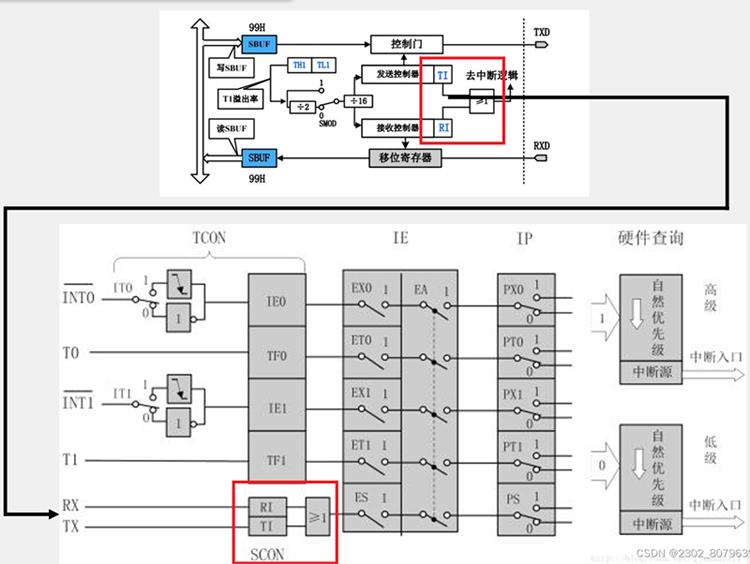 99H
SBUF
控制门
TXD
写SBUF
TH1 TL1
发送控制器 TI
去中断逻辑
T1溢出率
1
÷2
÷16
≥1
0
SMOD
读SBUF
接收控制器 RI
RXD
SBUF
移位寄存器
99H
TCON
IE
IP
硬件查询
INT0
IT0
1
0
1
IE0
EX0 1
EA 1
PX0 1
0
1
自然优先级
高级
T0
TF0
ET0 1
1
PT0 1
0
中断源
中断入口
INT1
IT1
1
0
1
IE1
EX1 1
1
PX1 1
0
T1
TF1
ET1 1
1
PT1 1
0
0
自然优先级
低级
RX
RI
≥1
ES 1
1
PS 1
0
TX
TI
中断源
中断入口
SCON
CSDN @2302_8079639